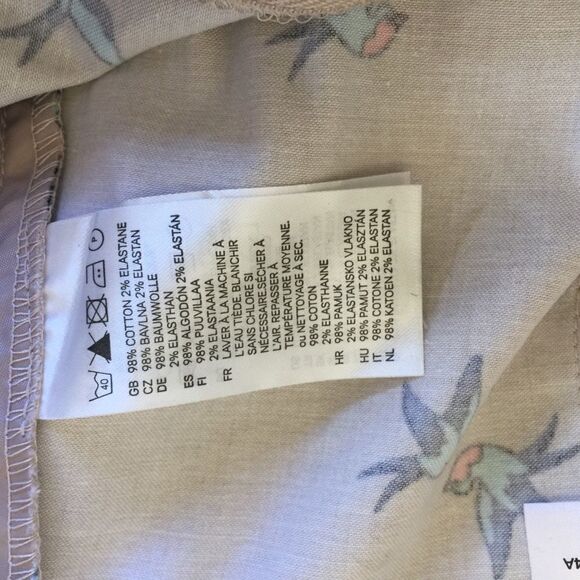 40 P
GB 98% COTTON 2% ELASTANE
CZ 98% BAVLNA 2% ELASTAN
DE 98% BAUMWOLLE
2% ELASTHAN
ES 98% ALGODÓN 2% ELASTÁN
FI 98% PUUVILLAA
2% ELASTAANIA
FR LAVER À LA MACHINE À
L'EAU TIÈDE. BLANCHIR
SANS CHLORE SI
NÉCESSAIRE.SÉCHER À
L'AIR. REPASSER À
TEMPÉRATURE MOYENNE.
OU NETTOYAGE À SEC.
98% COTON
2% ELASTHANNE
HR 98% PAMUK
2% ELASTANSKO VLAKNO
HU 98% PAMUT 2% ELASZTÁN
IT 98% COTONE 2% ELASTAN
NL 98% KATOEN 2% ELASTAN
4A